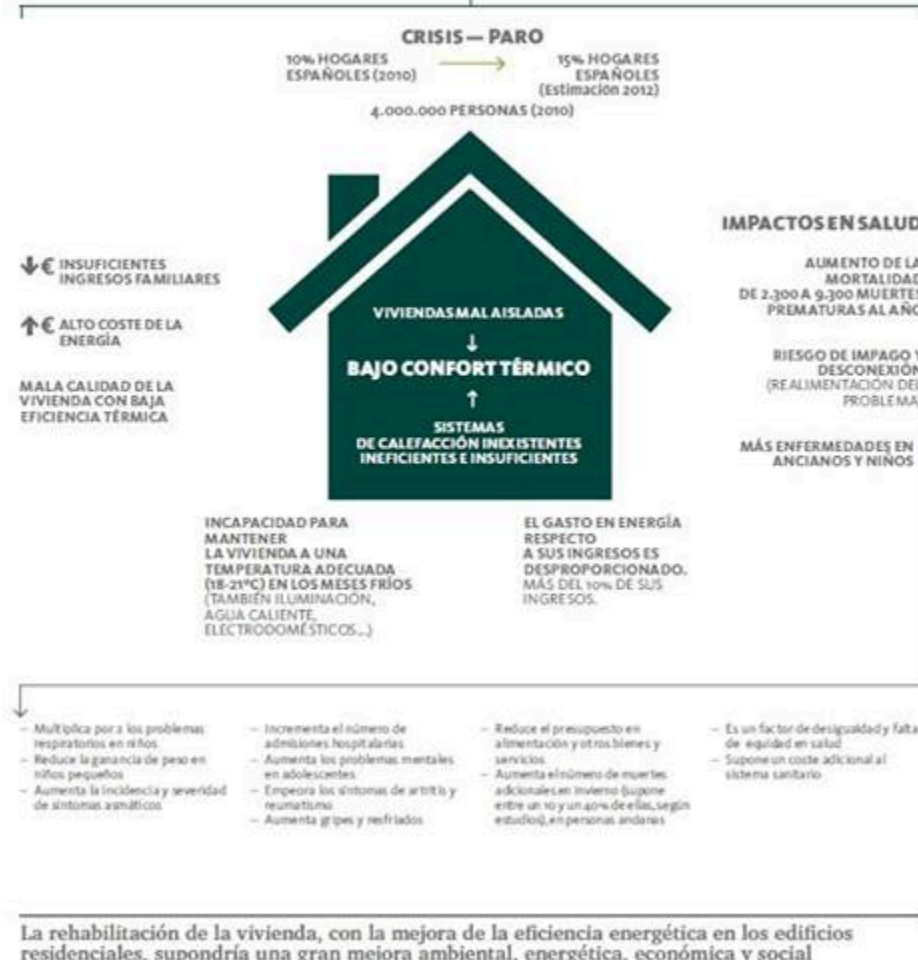 CRISIS — PARO
10% HOGARES
ESPAÑOLES (2010)
15% HOGARES
ESPAÑOLES
(Estimación 2012)
4.000.000 PERSONAS (2010)
↓€ INSUFICIENTES
INGRESOS FAMILIARES
↑€ ALTO COSTE DE LA
ENERGÍA
MALA CALIDAD DE LA
VIVIENDA CON BAJA
EFICIENCIA TÉRMICA
VIVIENDAS MAL AISLADAS
↓
BAJO CONFORT TÉRMICO
↑
SISTEMAS
DE CALEFACCIÓN INEXISTENTES
INEFICIENTES E INSUFICIENTES
IMPACTOS EN SALUD
AUMENTO DE LA
MORTALIDAD
DE 2.300 A 9.300 MUERTES
PREMATURAS AL AÑO
RIESGO DE IMPAGO Y
DESCONEXIÓN
(REALIMENTACIÓN DEL
PROBLEMA)
MÁS ENFERMEDADES EN
ANCIANOS Y NIÑOS
INCAPACIDAD PARA
MANTENER
LA VIVIENDA A UNA
TEMPERATURA ADECUADA
(18-21°C) EN LOS MESES FRÍOS
(TAMBIÉN ILUMINACIÓN,
AGUA CALIENTE,
ELECTRODOMÉSTICOS...)
EL GASTO EN ENERGÍA
RESPECTO
A SUS INGRESOS ES
DESPROPORCIONADO.
MÁS DEL 10% DE SUS
INGRESOS.
– Multiplica por 2 los problemas
respiratorios en niños
– Reduce la ganancia de peso en
niños pequeños
– Aumenta la incidencia y severidad
de síntomas asmáticos
– Incrementa el número de
admisiones hospitalarias
– Aumenta los problemas mentales
en adolescentes
– Empeora los síntomas de artritis y
reumatismo
– Aumenta gripes y resfriados
– Reduce el presupuesto en
alimentación y otros bienes y
servicios
– Aumenta el número de muertes
adicionales en invierno (supone
entre un 10 y un 40% de ellas, según
estudios), en personas ancianas
– Es un factor de desigualdad y falta
de equidad en salud
– Supone un coste adicional al
sistema sanitario
La rehabilitación de la vivienda, con la mejora de la eficiencia energética en los edificios
residenciales, supondría una gran mejora ambiental, energética, económica y social